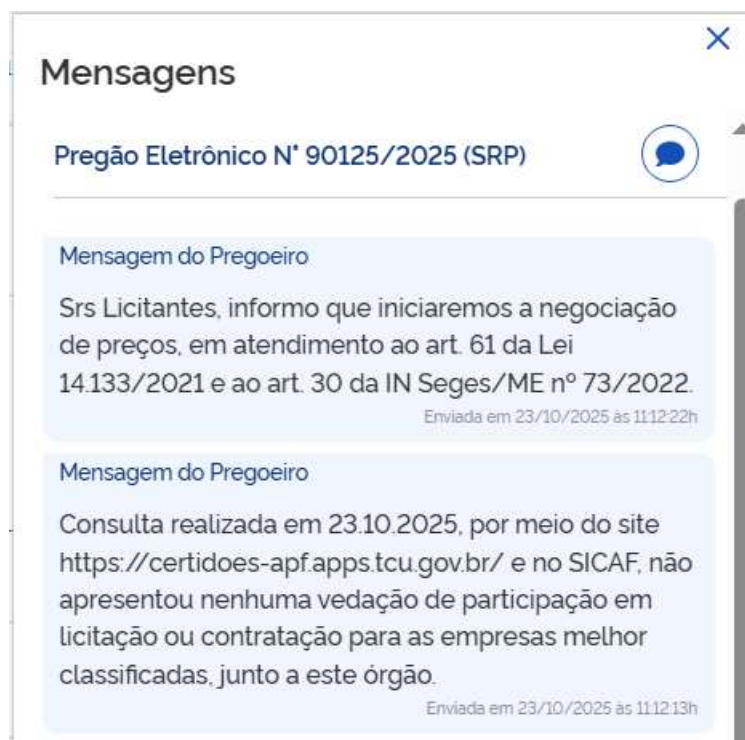 Mensagens
Pregão Eletrônico N° 90125/2025 (SRP)
Mensagem do Pregoeiro
Srs Licitantes, informo que iniciaremos a negociação
de preços, em atendimento ao art. 61 da Lei
14.133/2021 e ao art. 30 da IN Seges/ME nº 73/2022.
Enviada em 23/10/2025 às 11:12:22h
Mensagem do Pregoeiro
Consulta realizada em 23.10.2025, por meio do site
https://certidoes-apf.apps.tcu.gov.br/ e no SICAF, não
apresentou nenhuma vedação de participação em
licitação ou contratação para as empresas melhor
classificadas, junto a este órgão.
Enviada em 23/10/2025 às 11:12:13h